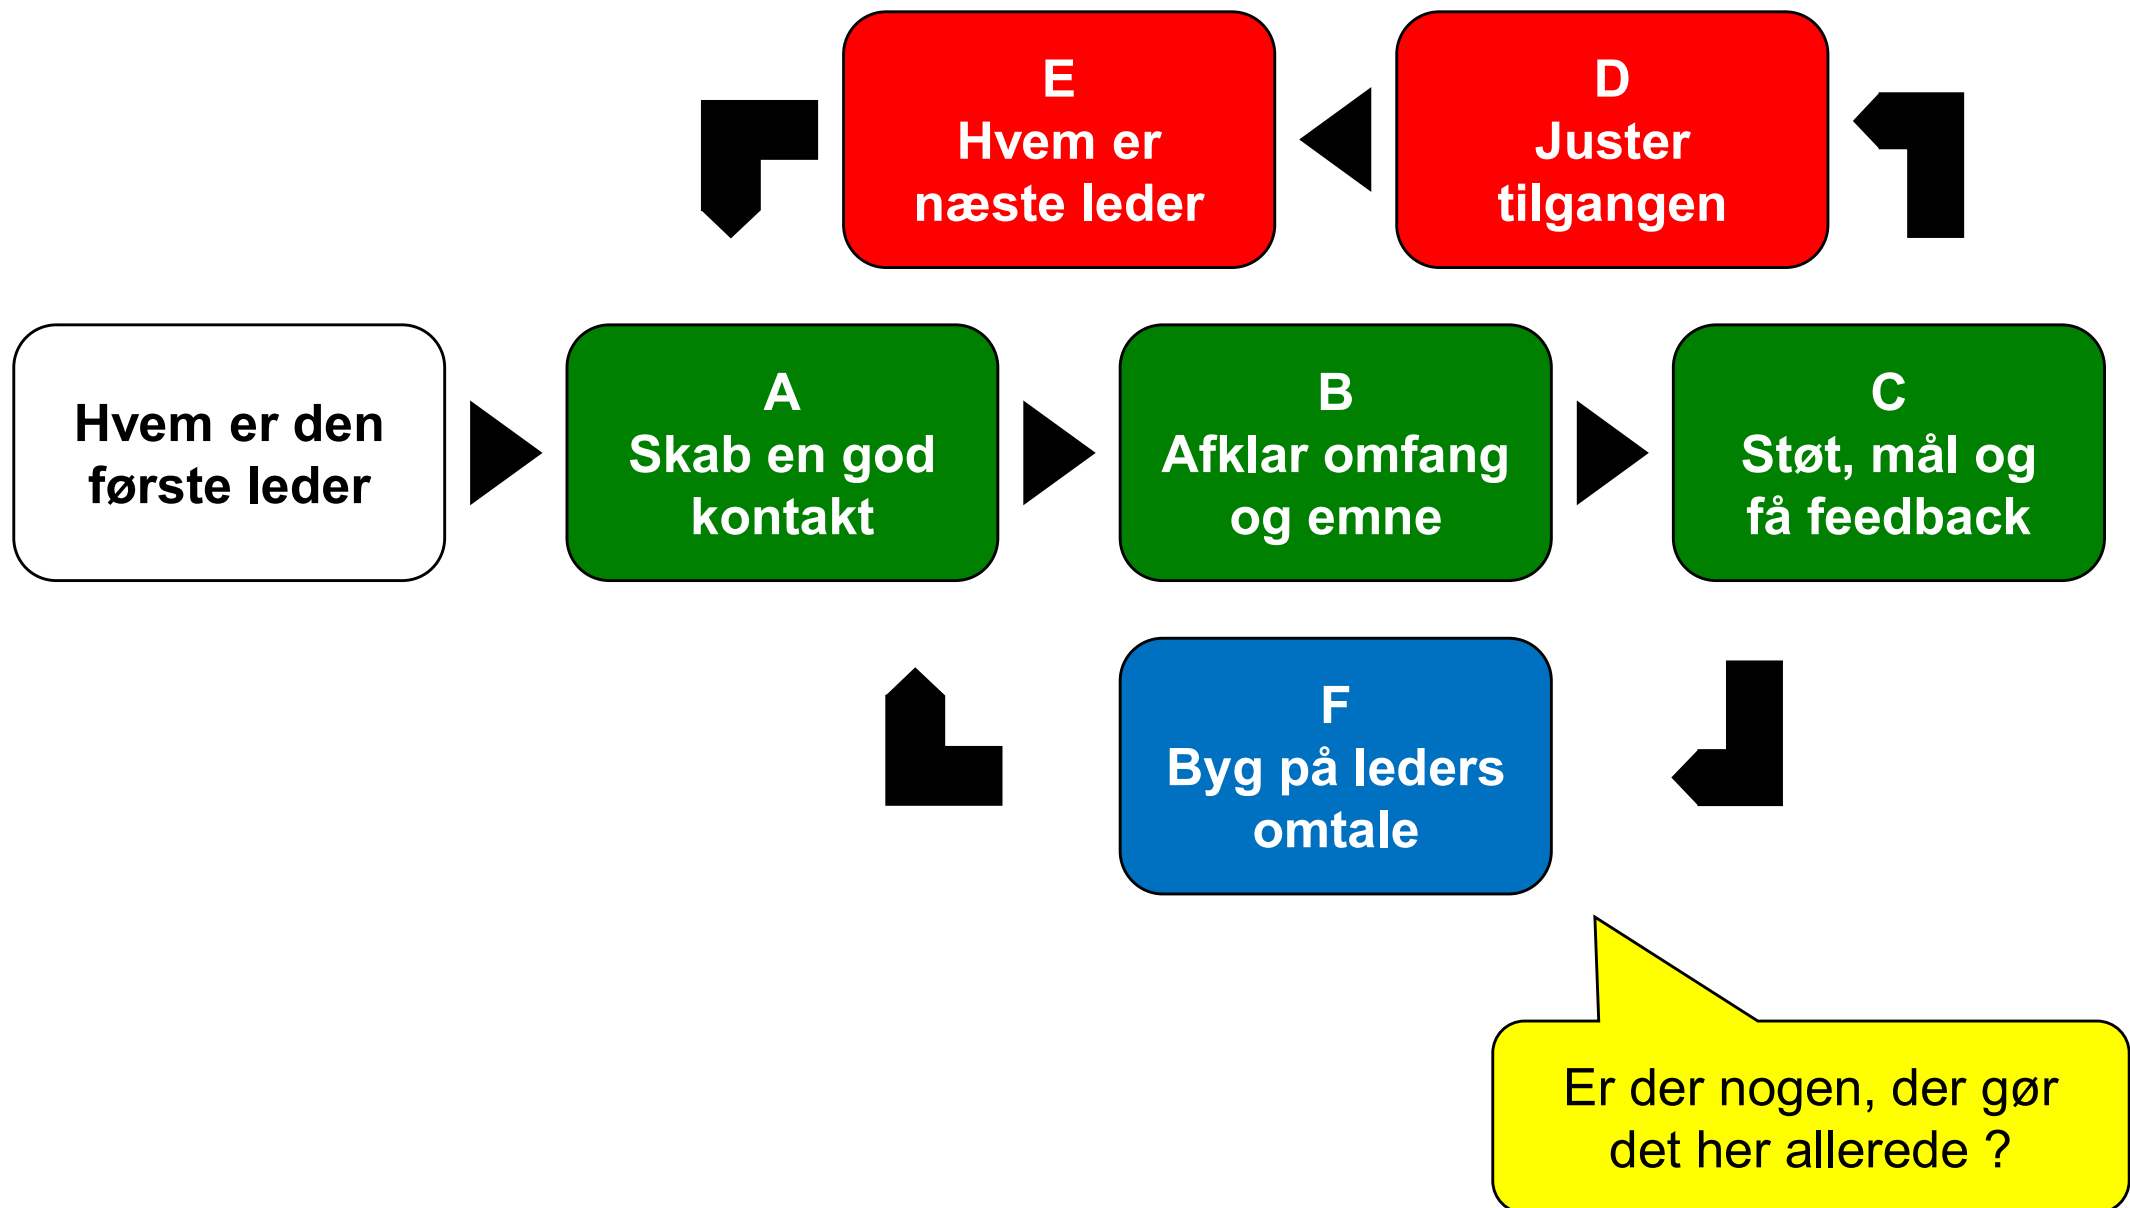 E
Hvem er
næste leder
D
Juster
tilgangen
Hvem er den
første leder
A
Skab en god
kontakt
B
Afklar omfang
og emne
C
Støt, mål og
få feedback
F
Byg på leders
omtale
Er der nogen, der gør
det her allerede ?